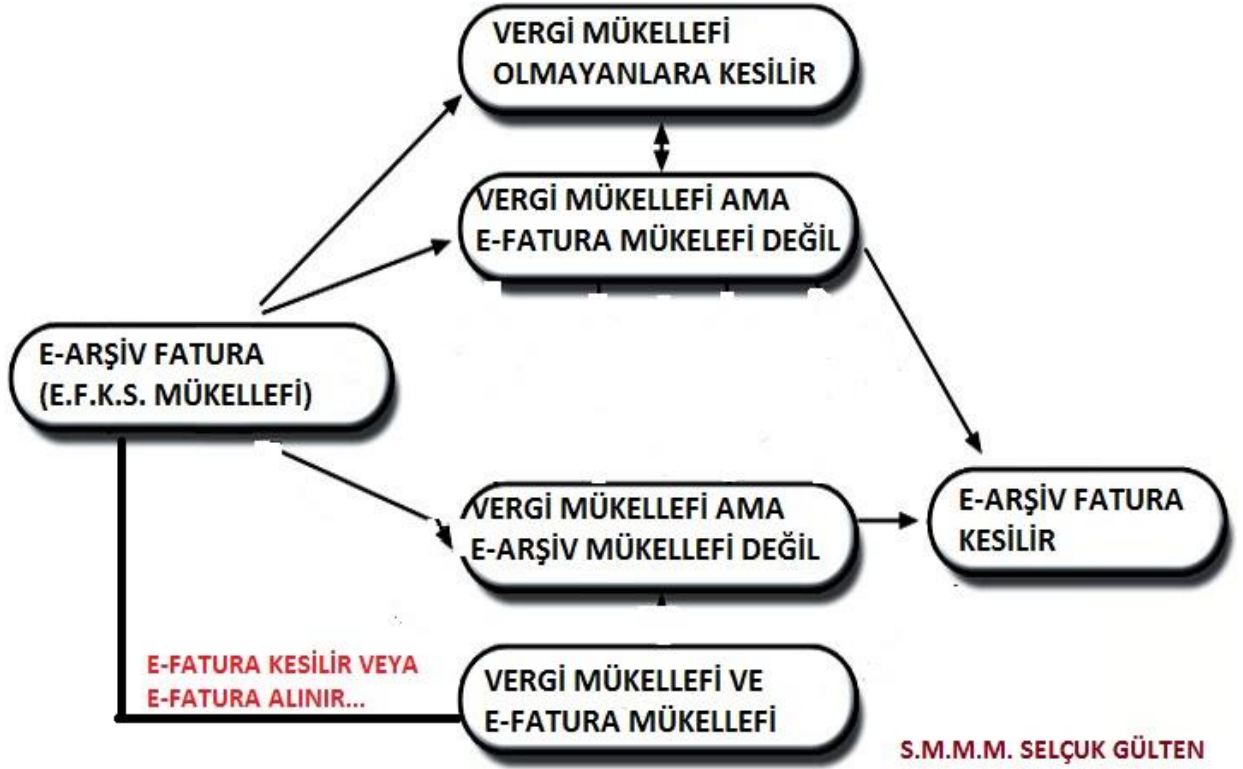 VERGİ MÜKELLEFİ
OLMAYANLARA KESİLİR
VERGİ MÜKELLEFİ AMA
E-FATURA MÜKELEFİ DEĞİL
E-ARŞİV FATURA
(E.F.K.S. MÜKELLEFİ)
VERGİ MÜKELLEFİ AMA
E-ARŞİV MÜKELLEFİ DEĞİL
E-ARŞİV FATURA
KESİLİR
E-FATURA KESİLİR VEYA
E-FATURA ALINIR...
VERGİ MÜKELLEFİ VE
E-FATURA MÜKELLEFİ
S.M.M.M. SELÇUK GÜLTEN